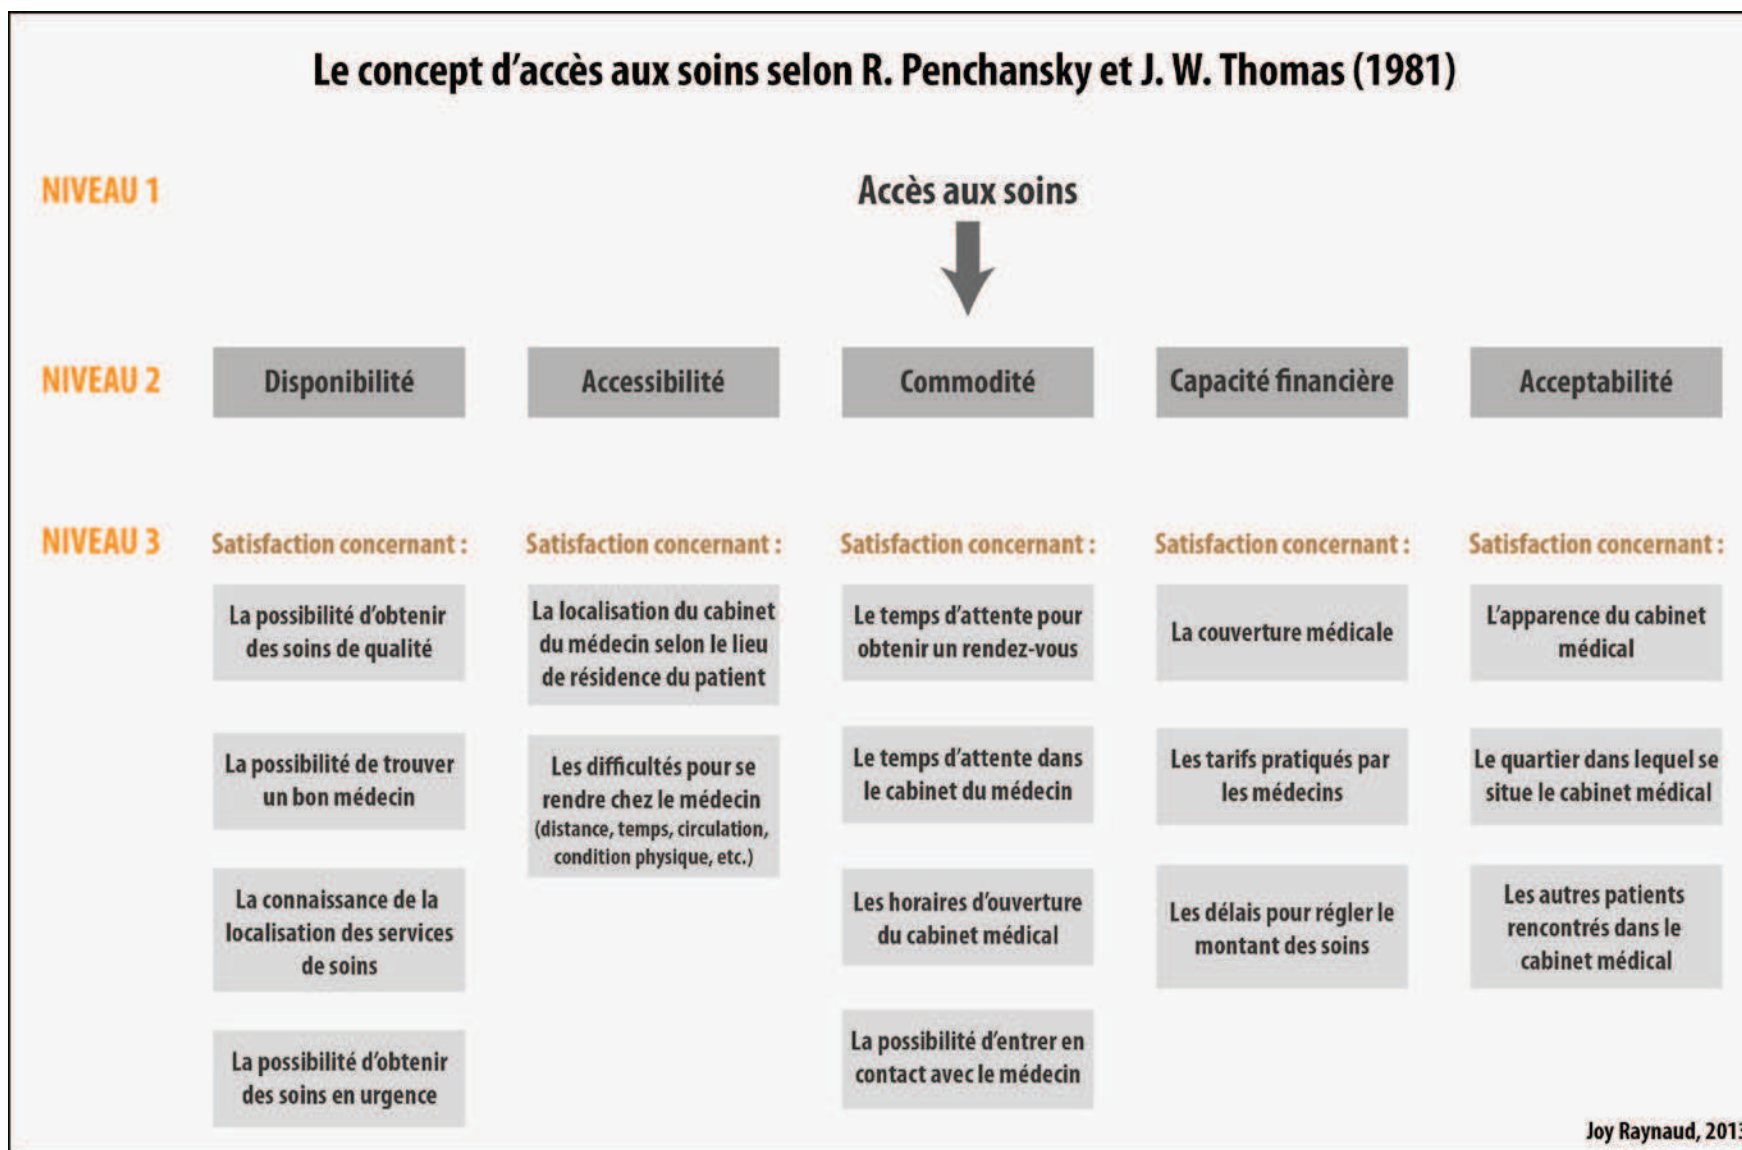 Le concept d'accès aux soins selon R. Penchansky et J. W. Thomas (1981)
NIVEAU 1
Accès aux soins
NIVEAU 2
Disponibilité
Accessibilité
Commodité
Capacité financière
Acceptabilité
NIVEAU 3
Satisfaction concernant :
La possibilité d'obtenir
des soins de qualité
La possibilité de trouver
un bon médecin
La connaissance de la
localisation des services
de soins
La possibilité d'obtenir
des soins en urgence
Satisfaction concernant :
La localisation du cabinet
du médecin selon le lieu
de résidence du patient
Les difficultés pour se
rendre chez le médecin
(distance, temps, circulation,
condition physique, etc.)
Satisfaction concernant :
Le temps d'attente pour
obtenir un rendez-vous
Le temps d'attente dans
le cabinet du médecin
Les horaires d'ouverture
du cabinet médical
La possibilité d'entrer en
contact avec le médecin
Satisfaction concernant :
La couverture médicale
Les tarifs pratiqués par
les médecins
Les délais pour régler le
montant des soins
Satisfaction concernant :
L'apparence du cabinet
médical
Le quartier dans lequel se
situe le cabinet médical
Les autres patients
rencontrés dans le
cabinet médical
Joy Raynaud, 2013